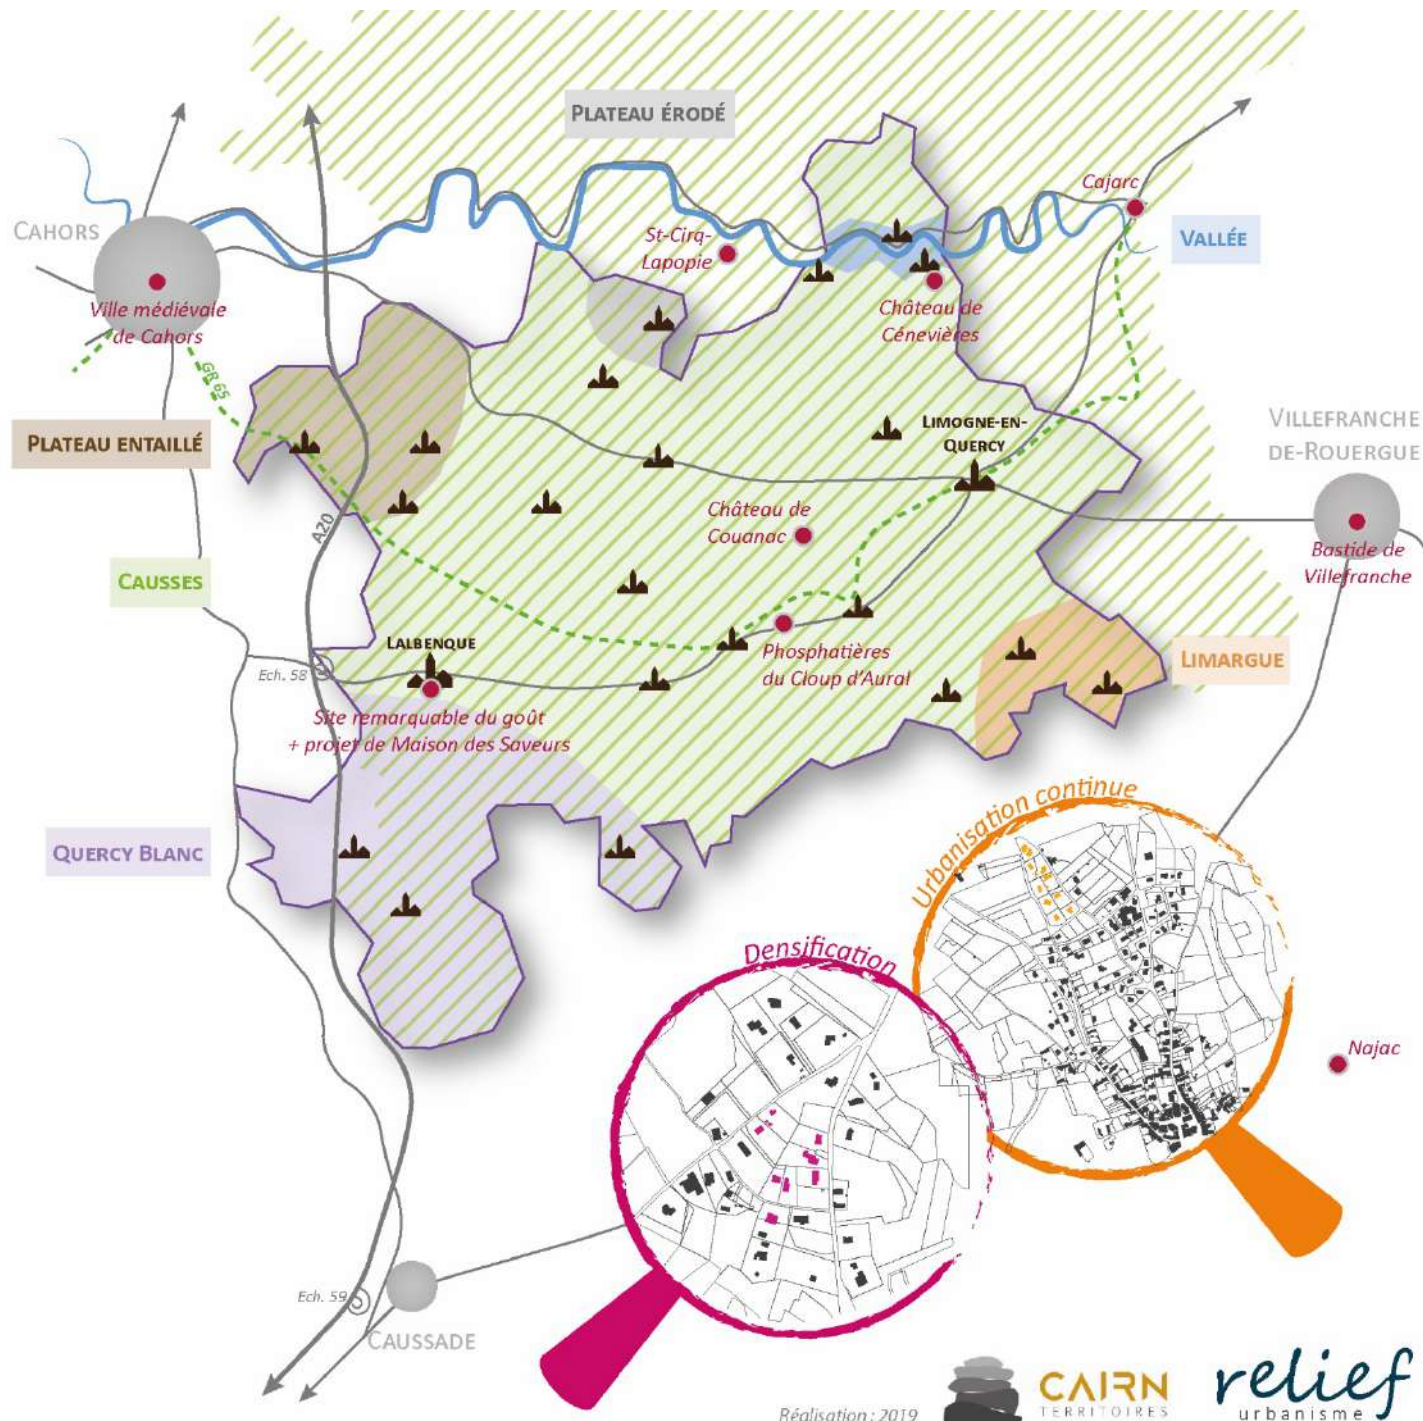 PLATEAU ÉRODÉ
Cajarc
CAHORS
St-Cirq-
Lapopie
VALLÉE
Ville médiévale
de Cahors
Château de
Cénevières
GR 65
LIMOGNE-EN-
QUERCY
VILLEFRANCHE
DE-ROUERGUE
PLATEAU ENTAILLÉ
A20
Château de
Couanac
Bastide de
Villefranche
CAUSSES
LALBENQUE
Phosphatières
du Cloup d'Aural
LIMARGUE
Ech. 58
Site remarquable du goût
+ projet de Maison des Saveurs
QUERCY BLANC
Urbanisation continue
Densification
Najac
Ech. 59
CAUSSADE
Réalisation : 2019
CAIRN
TERRITOIRES
relief
urbanisme